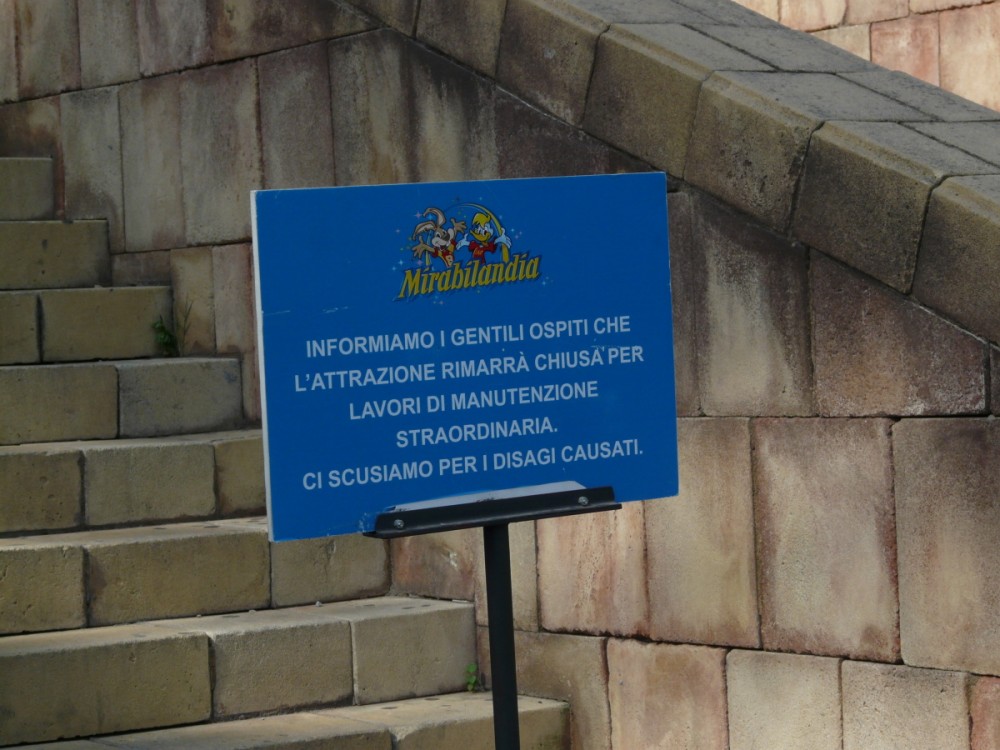 Mirabilandia
INFORMIAMO I GENTILI OSPITI CHE
L'ATTRAZIONE RIMARRÀ CHIUSA PER
LAVORI DI MANUTENZIONE
STRAORDINARIA.
CI SCUSIAMO PER I DISAGI CAUSATI.